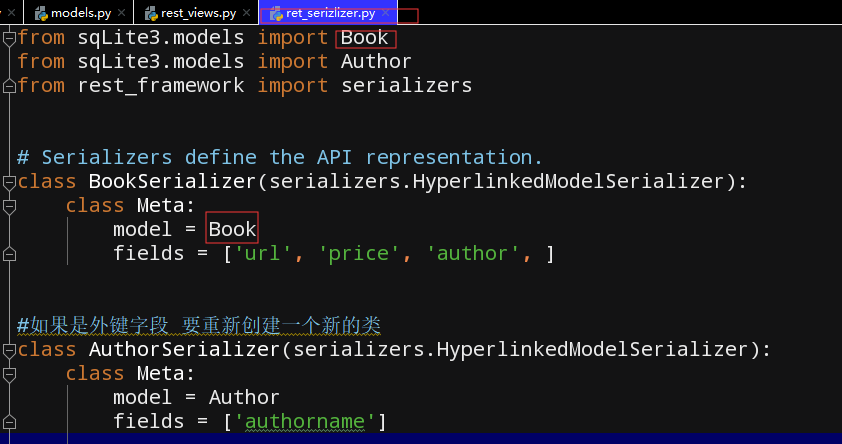 models.py × rest_views.py × ret_serizlizer.py ×
from sqLite3.models import Book
from sqLite3.models import Author
from rest_framework import serializers
# Serializers define the API representation.
class BookSerializer(serializers.HyperlinkedModelSerializer):
class Meta:
model = Book
fields = ['url', 'price', 'author', ]
#如果是外键字段 要重新创建一个新的类
class AuthorSerializer(serializers.HyperlinkedModelSerializer):
class Meta:
model = Author
fields = ['authorname']